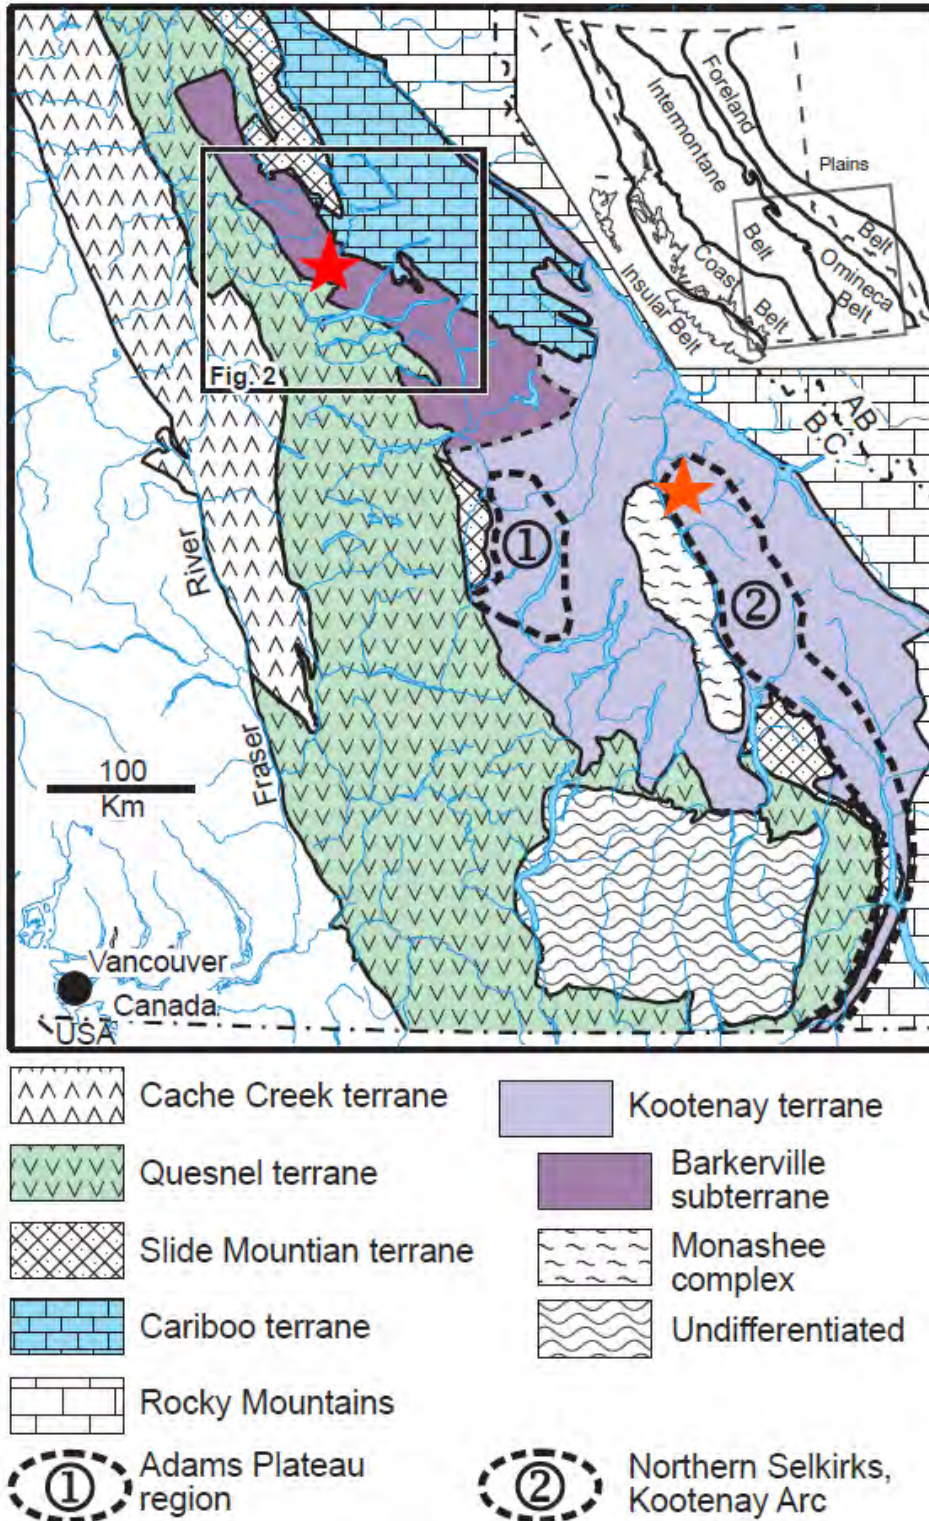 Foreland
Intermontane
Plains
Belt
Belt
Omineca
Coast
Belt
Belt
Insular Belt
Fig. 2
AB
B.C
1
2
River
100
Km
Fraser
Vancouver
Canada
USA
Cache Creek terrane
Kootenay terrane
Quesnel terrane
Barkerville
subterrane
Slide Mountian terrane
Monashee
complex
Cariboo terrane
Undifferentiated
Rocky Mountains
1
Adams Plateau
region
2
Northern Selkirks,
Kootenay Arc